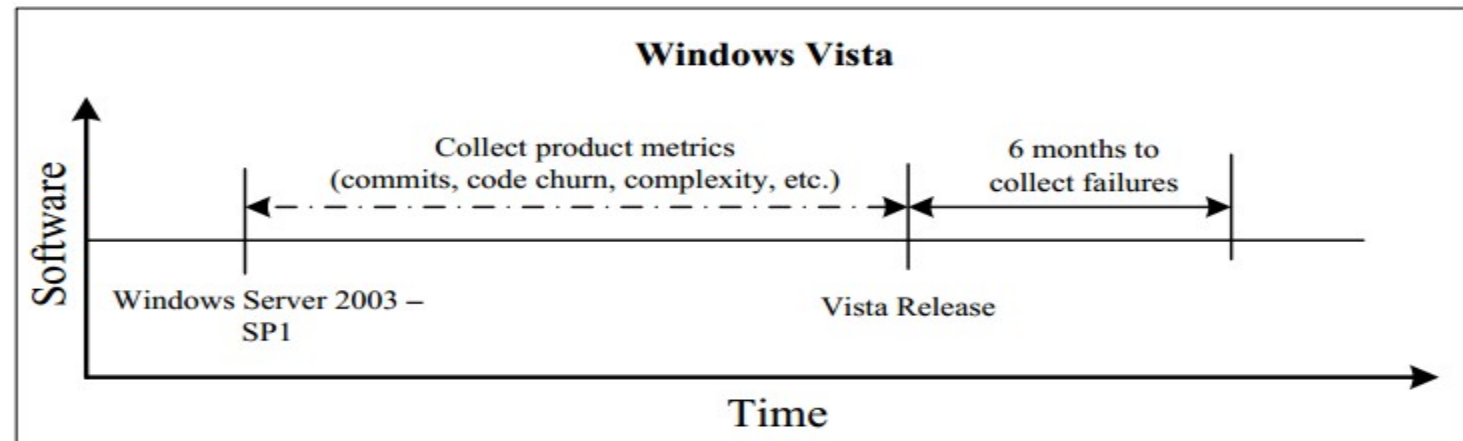 Windows Vista
Collect product metrics
(commits, code churn, complexity, etc.)
6 months to
collect failures
Software
Windows Server 2003 –
SP1
Vista Release
Time